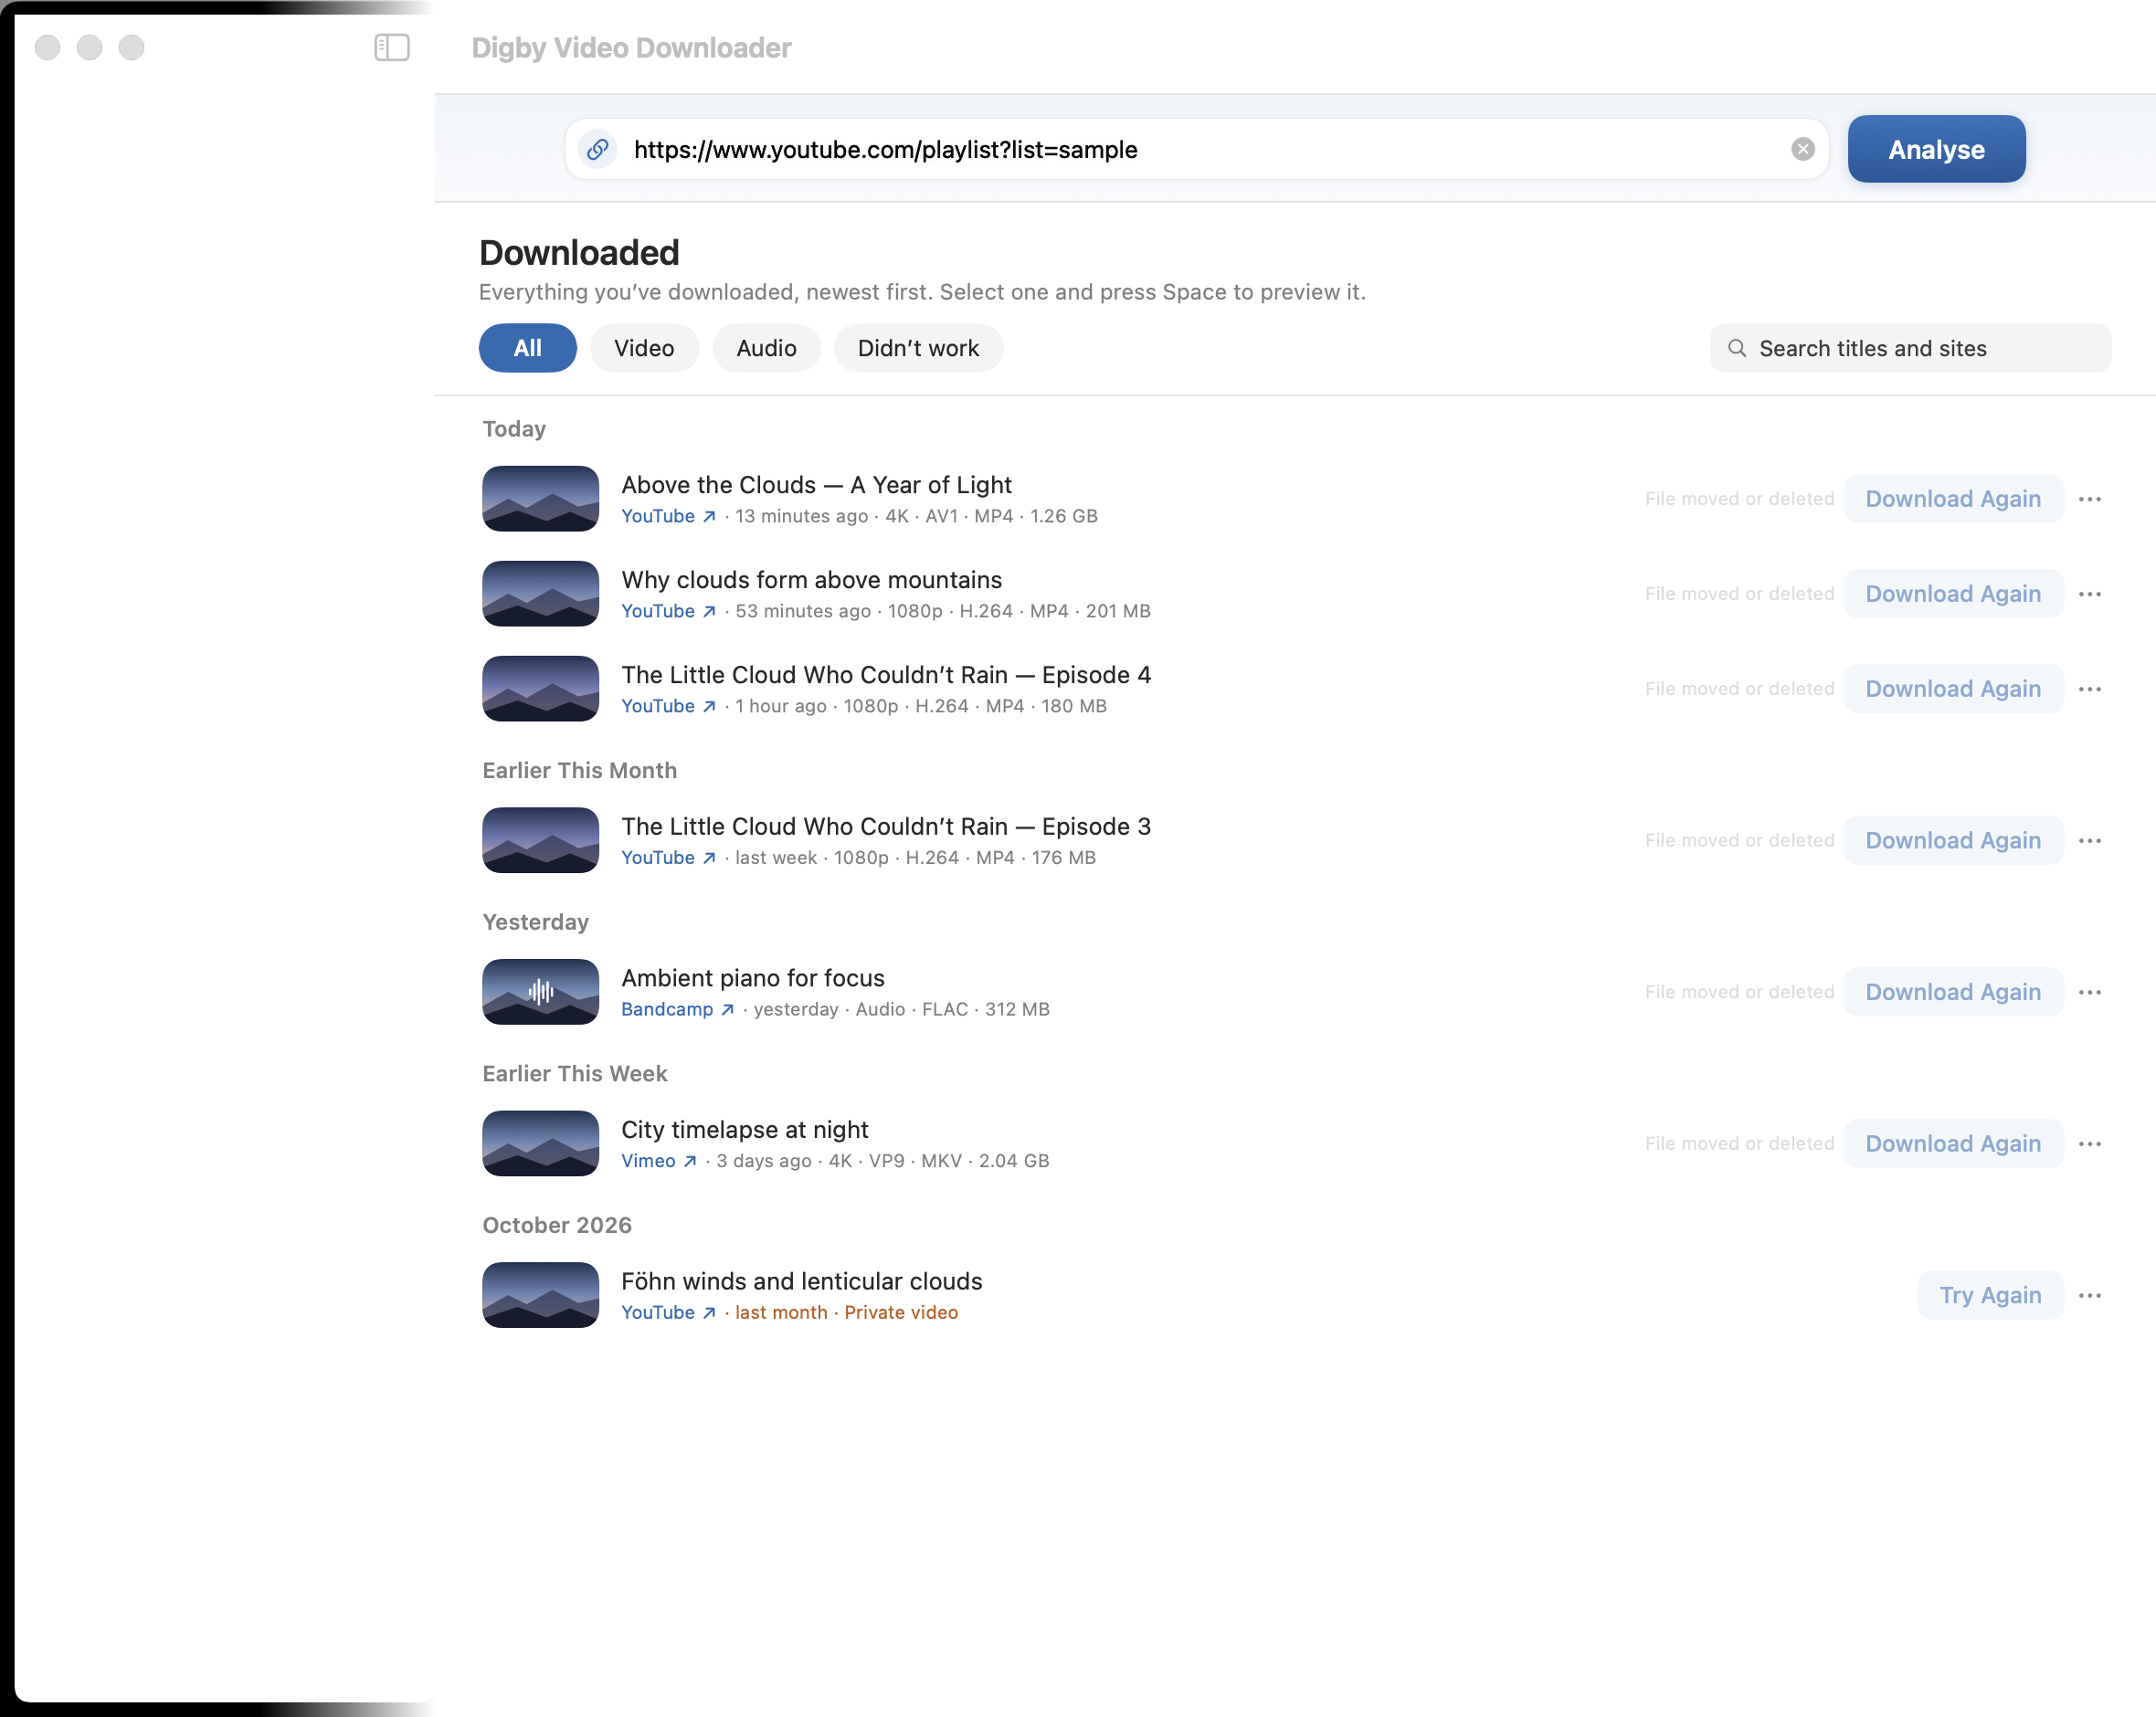 Digby Video Downloader
https://www.youtube.com/playlist?list=sample
Analyse
Downloaded
Everything you’ve downloaded, newest first. Select one and press Space to preview it.
All
Video
Audio
Didn’t work
Search titles and sites
Today
Above the Clouds — A Year of Light
YouTube ↗ · 13 minutes ago · 4K · AV1 · MP4 · 1.26 GB
File moved or deleted
Download Again
Why clouds form above mountains
YouTube ↗ · 53 minutes ago · 1080p · H.264 · MP4 · 201 MB
File moved or deleted
Download Again
The Little Cloud Who Couldn’t Rain — Episode 4
YouTube ↗ · 1 hour ago · 1080p · H.264 · MP4 · 180 MB
File moved or deleted
Download Again
Earlier This Month
The Little Cloud Who Couldn’t Rain — Episode 3
YouTube ↗ · last week · 1080p · H.264 · MP4 · 176 MB
File moved or deleted
Download Again
Yesterday
Ambient piano for focus
Bandcamp ↗ · yesterday · Audio · FLAC · 312 MB
File moved or deleted
Download Again
Earlier This Week
City timelapse at night
Vimeo ↗ · 3 days ago · 4K · VP9 · MKV · 2.04 GB
File moved or deleted
Download Again
October 2026
Föhn winds and lenticular clouds
YouTube ↗ · last month · Private video
Try Again